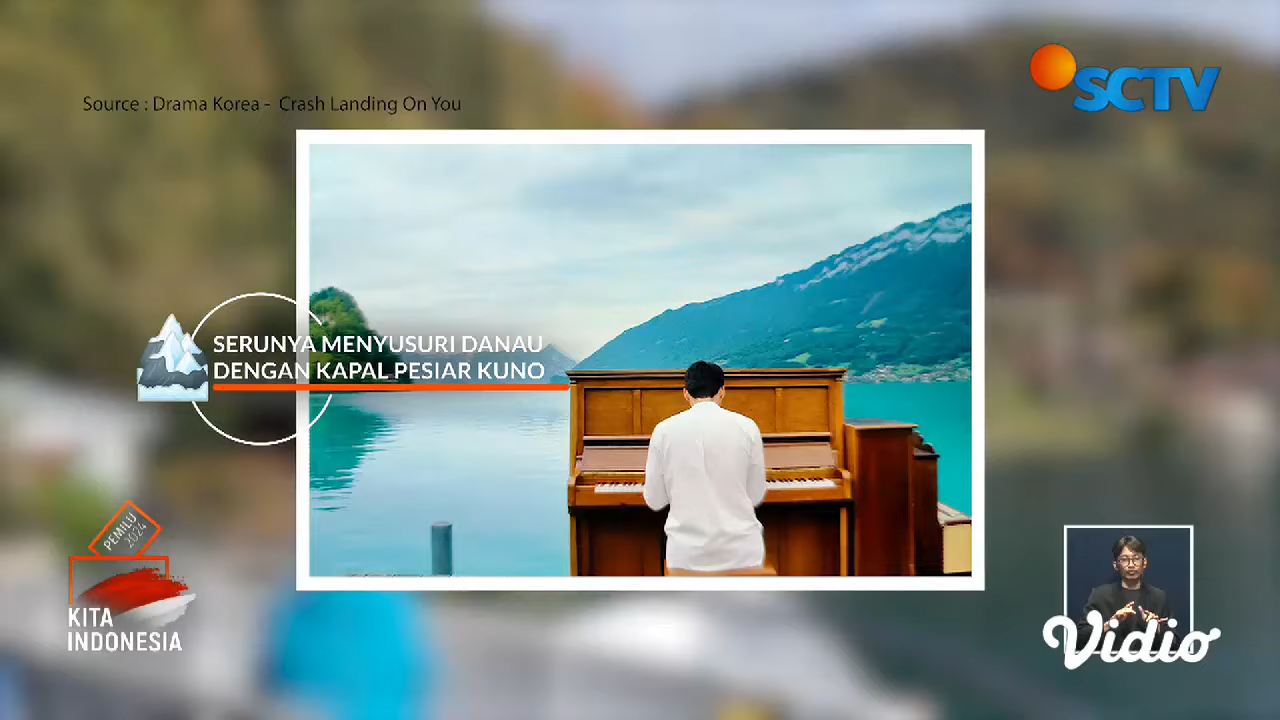 Source : Drama Korea - Crash Landing On You
SCTV
SERUNYA MENYUSURI DANAU
DENGAN KAPAL PESIAR KUNO
PEMILU
2024
KITA
INDONESIA
Vidio